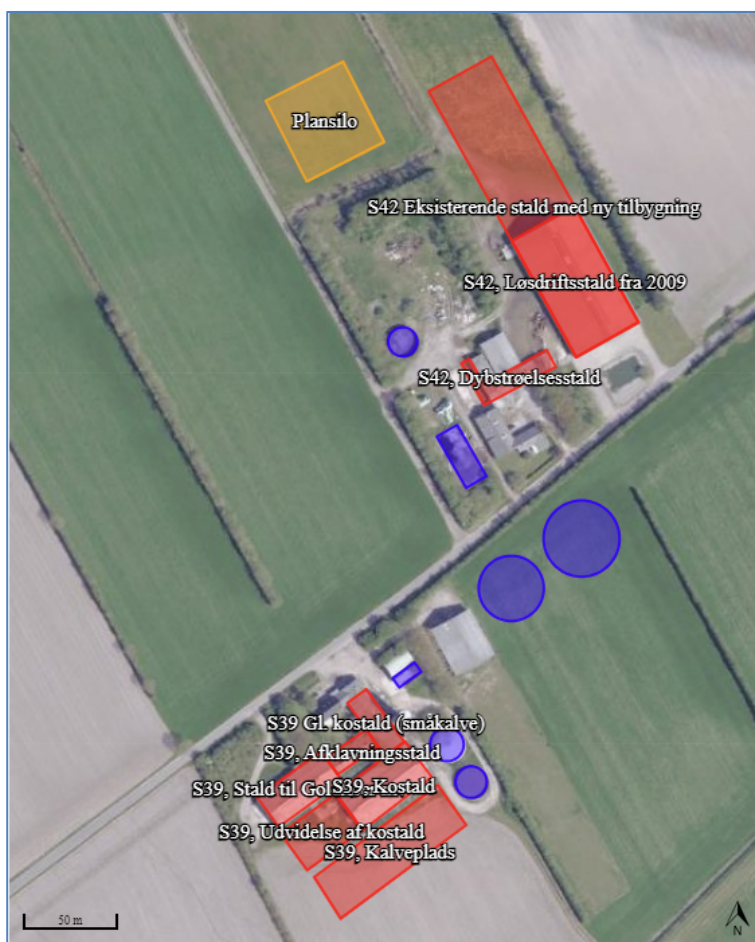 Plansilo
S42 Eksisterende stald med ny tilbygning
S42, Løsdriftsstald fra 2009
S42, Dybstrøelsesstald
S39 Gl. kostald (småkalve)
S39, Afklavningsstald
S39, Stald til Gol
S39, Kostald
S39, Udvidelse af kostald
S39, Kalveplads
50 m
N